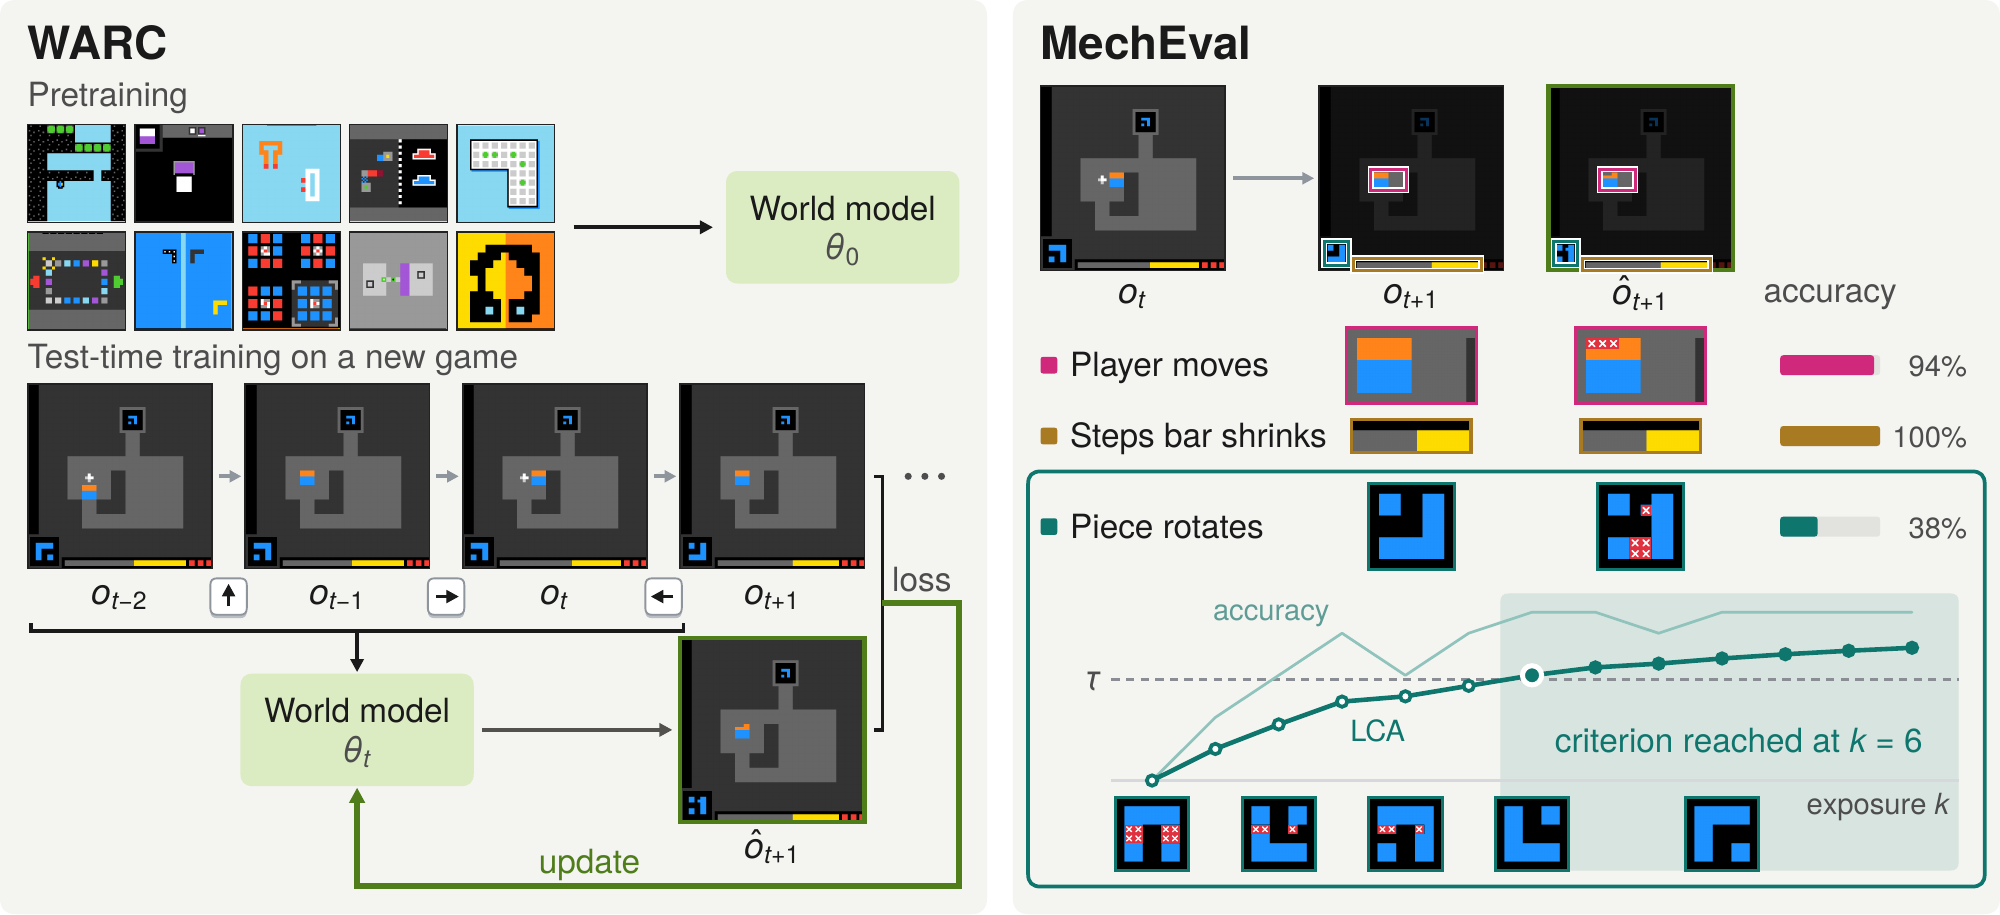 WARC
Pretraining
World model
θ₀
Test-time training on a new game
oₜ₋₂
oₜ₋₁
oₜ
oₜ₊₁
loss
World model
θₜ
ôₜ₊₁
update
MechEval
oₜ
oₜ₊₁
ôₜ₊₁
accuracy
Player moves
94%
Steps bar shrinks
100%
Piece rotates
38%
accuracy
τ
LCA
criterion reached at k = 6
exposure k